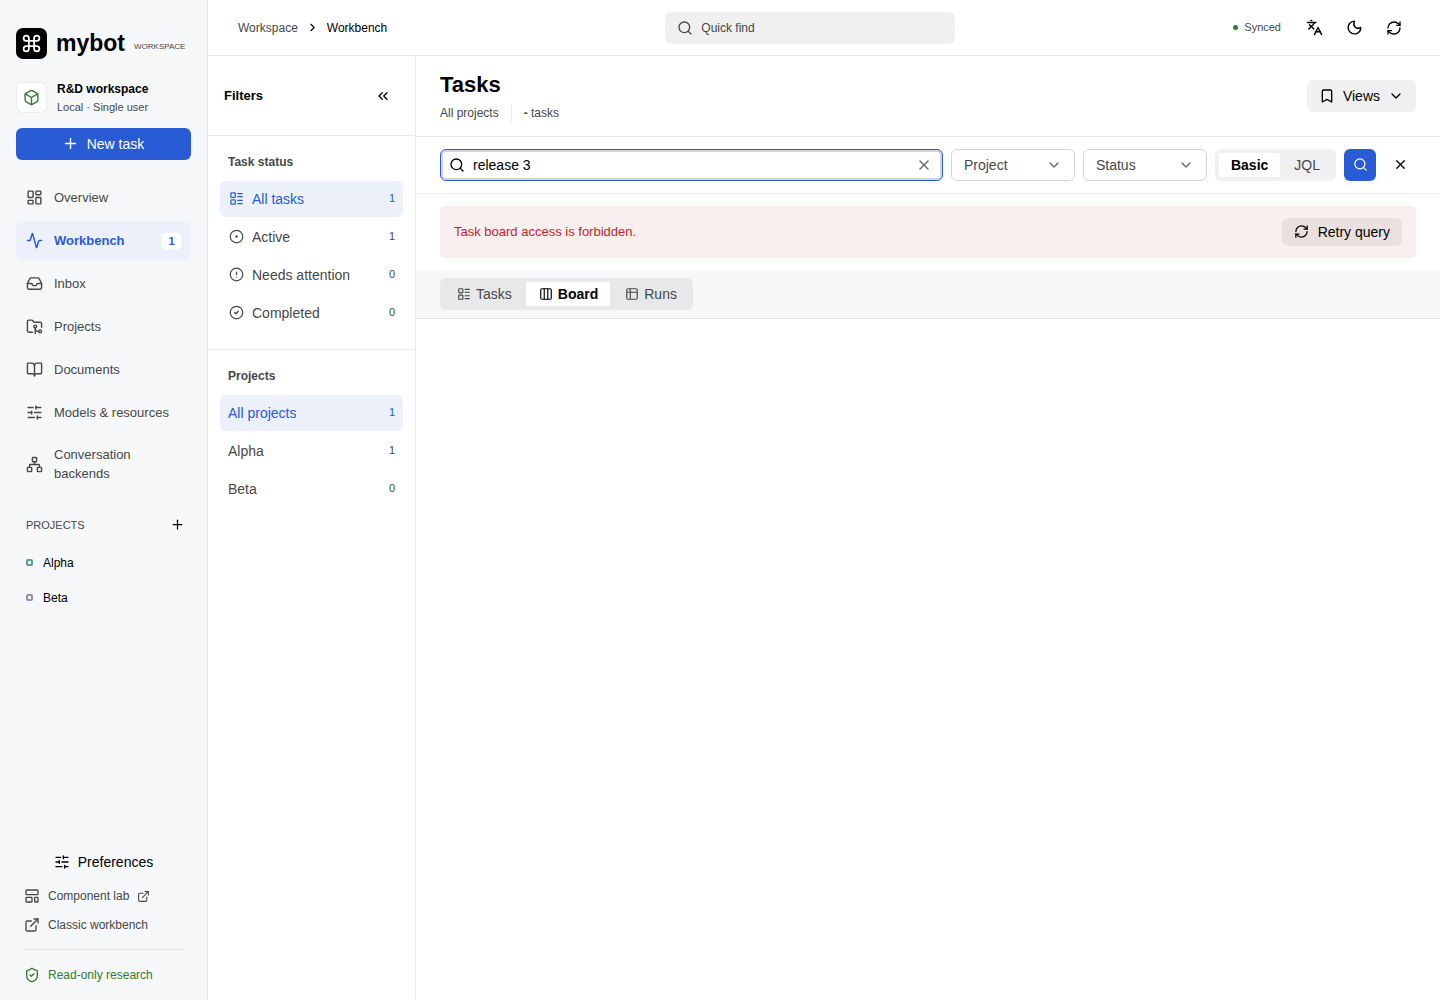 mybot WORKSPACE
R&D workspace
Local · Single user
New task
Overview
Workbench 1
Inbox
Projects
Documents
Models & resources
Conversation
backends
PROJECTS
Alpha
Beta
Preferences
Component lab
Classic workbench
Read-only research
Workspace Workbench
Quick find
Synced
Filters
Task status
All tasks 1
Active 1
Needs attention 0
Completed 0
Projects
All projects 1
Alpha 1
Beta 0
Tasks
All projects - tasks
Views
release 3
Project
Status
Basic JQL
Task board access is forbidden.
Retry query
Tasks Board Runs